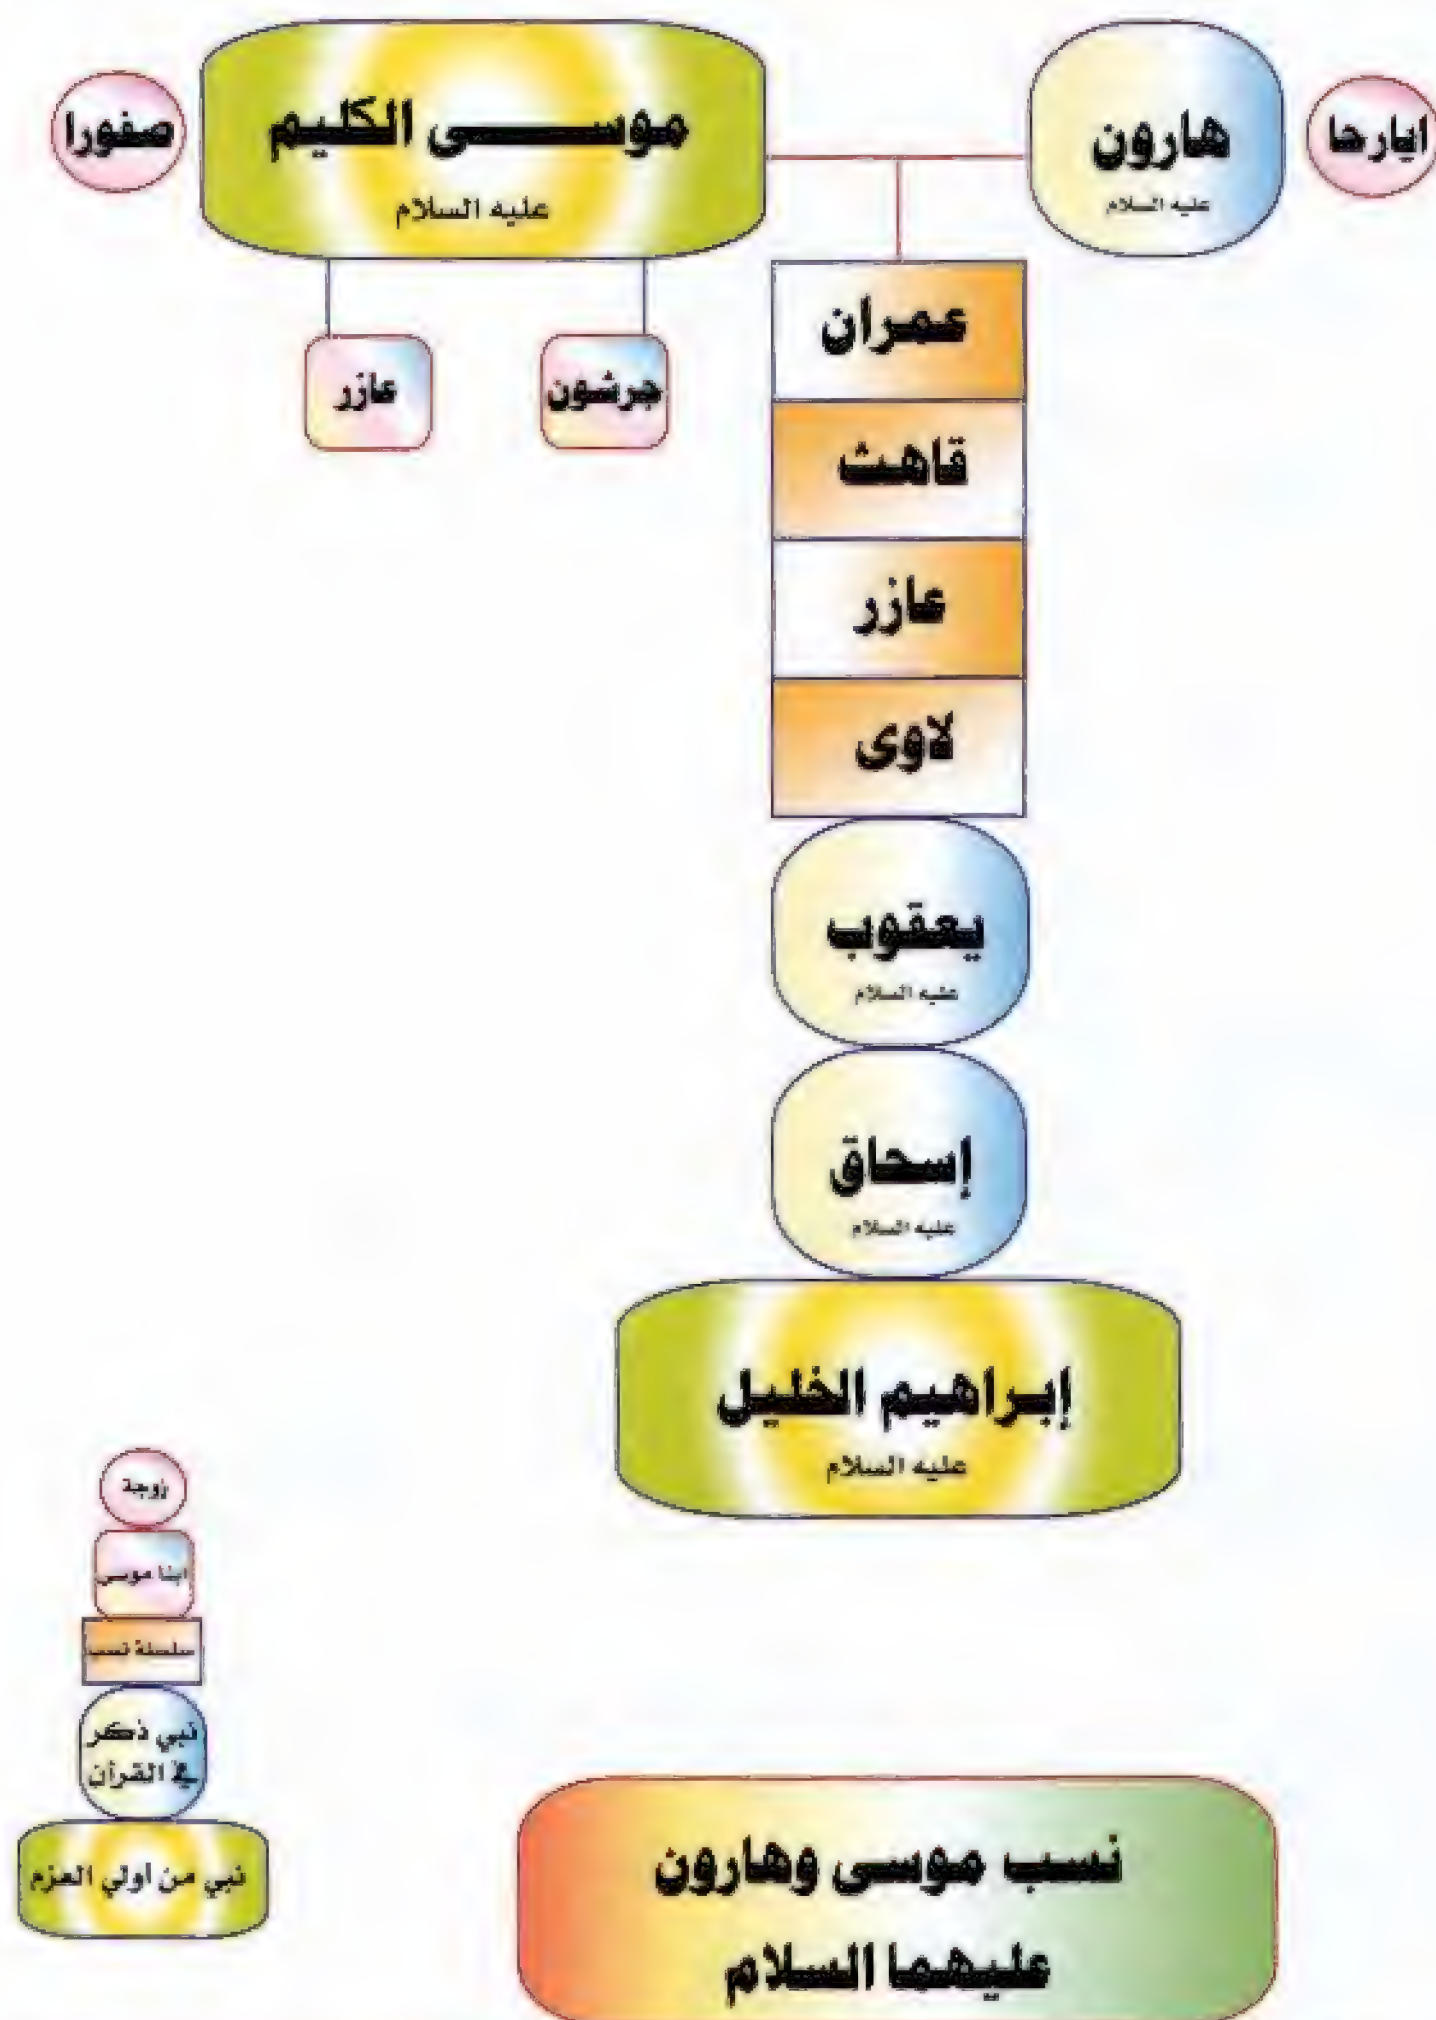 ايارحا
هارون
عليه السلام
موسى الكليم
عليه السلام
صفورا
جرشون
عازر
عمران
قاهث
عازر
لاوى
يعقوب
عليه السلام
إسحاق
عليه السلام
إبراهيم الخليل
عليه السلام
زوجة
ابنا موسى
سلسلة نسب
نبي ذكر
في القرآن
نبي من أولي العزم
نسب موسى وهارون
عليهما السلام